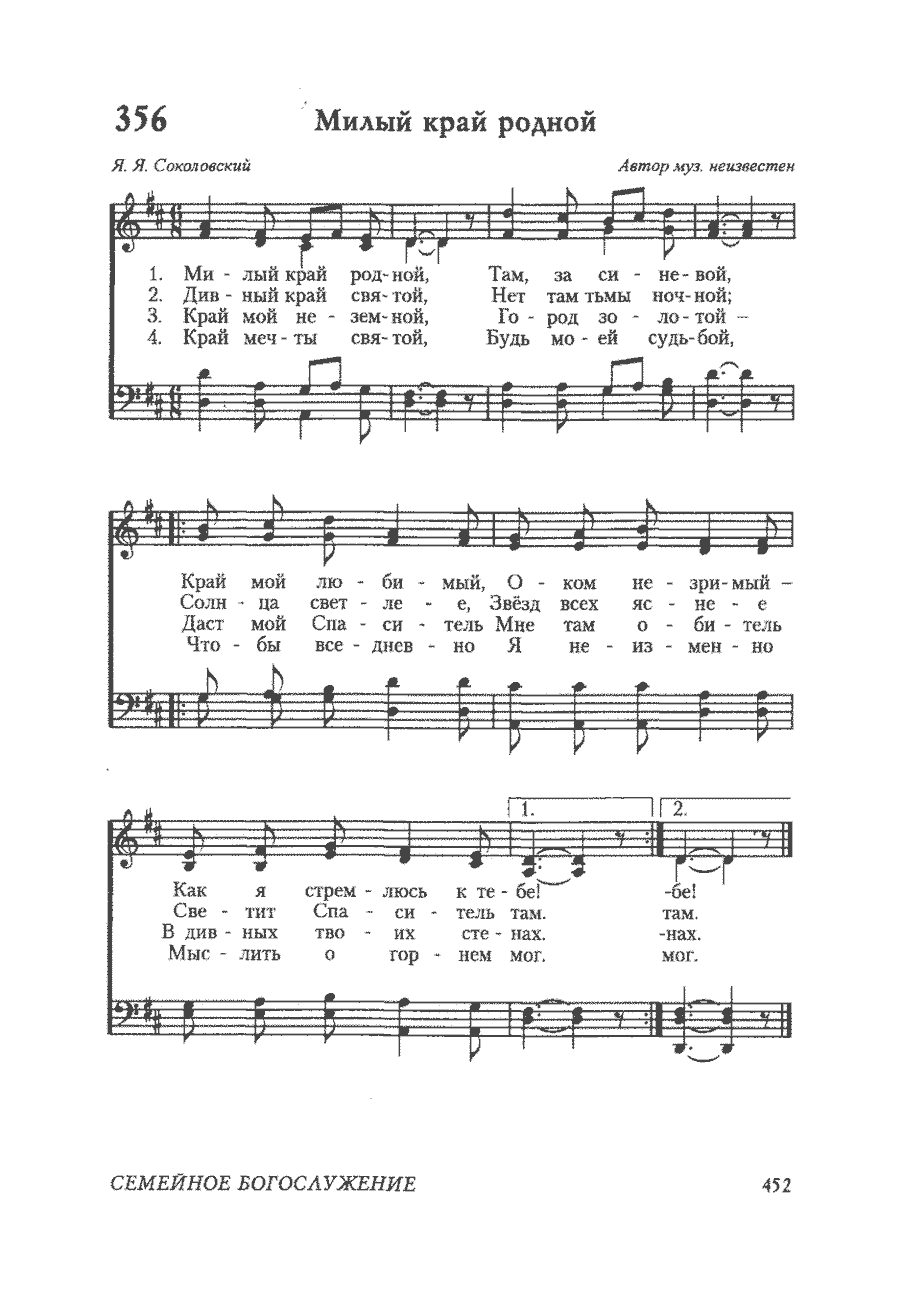 356 Милый край родной
Я. Я. Соколовский Автор муз. неизвестен
1. Ми - лый край род- ной, Там, за си - не - вой,
2. Див - ный край свя- той, Нет там тьмы ноч- ной;
3. Край мой не - зем- ной, Го - род зо - ло - той –
4. Край меч - ты свя- той, Будь мо - ей судь- бой,
Край мой лю - би - мый, О - ком не - зри- мый –
Солн - ца свет - ле - е, Звёзд всех яс - не - е
Даст мой Спа - си - тель Мне там о - би - тель
Что - бы все - днев - но Я не - из - мен - но
1. 2.
Как я стрем - люсь к те - бе! -бе!
Све - тит Спа - си - тель там. там.
В див - ных тво - их сте - нах. -нах.
Мыс - лить о гор - нем мог. мог.
СЕМЕЙНОЕ БОГОСЛУЖЕНИЕ 452